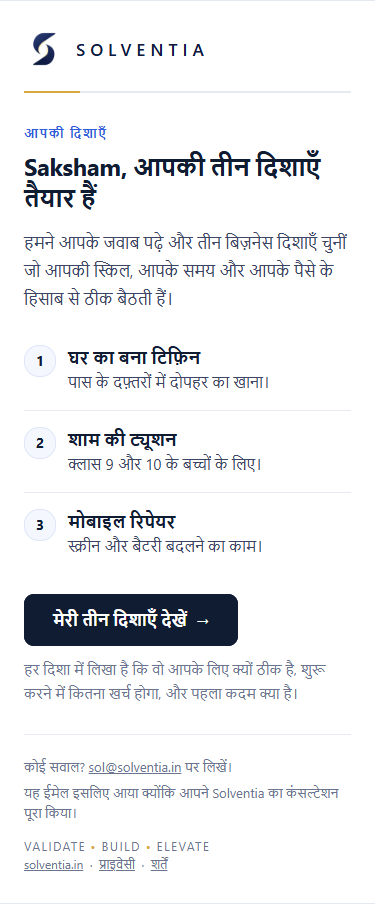 SOLVENTIA
आपकी दिशाएँ
Saksham, आपकी तीन दिशाएँ
तैयार हैं
हमने आपके जवाब पढ़े और तीन बिज़नेस दिशाएँ चुनीं
जो आपकी स्किल, आपके समय और आपके पैसे के
हिसाब से ठीक बैठती हैं।
1 घर का बना टिफ़िन
पास के दफ़्तरों में दोपहर का खाना।
2 शाम की ट्यूशन
क्लास 9 और 10 के बच्चों के लिए।
3 मोबाइल रिपेयर
स्क्रीन और बैटरी बदलने का काम।
मेरी तीन दिशाएँ देखें →
हर दिशा में लिखा है कि वो आपके लिए क्यों ठीक है, शुरू
करने में कितना खर्च होगा, और पहला कदम क्या है।
कोई सवाल? sol@solventia.in पर लिखें।
यह ईमेल इसलिए आया क्योंकि आपने Solventia का कंसल्टेशन
पूरा किया।
VALIDATE • BUILD • ELEVATE
solventia.in · प्राइवेसी · शर्तें